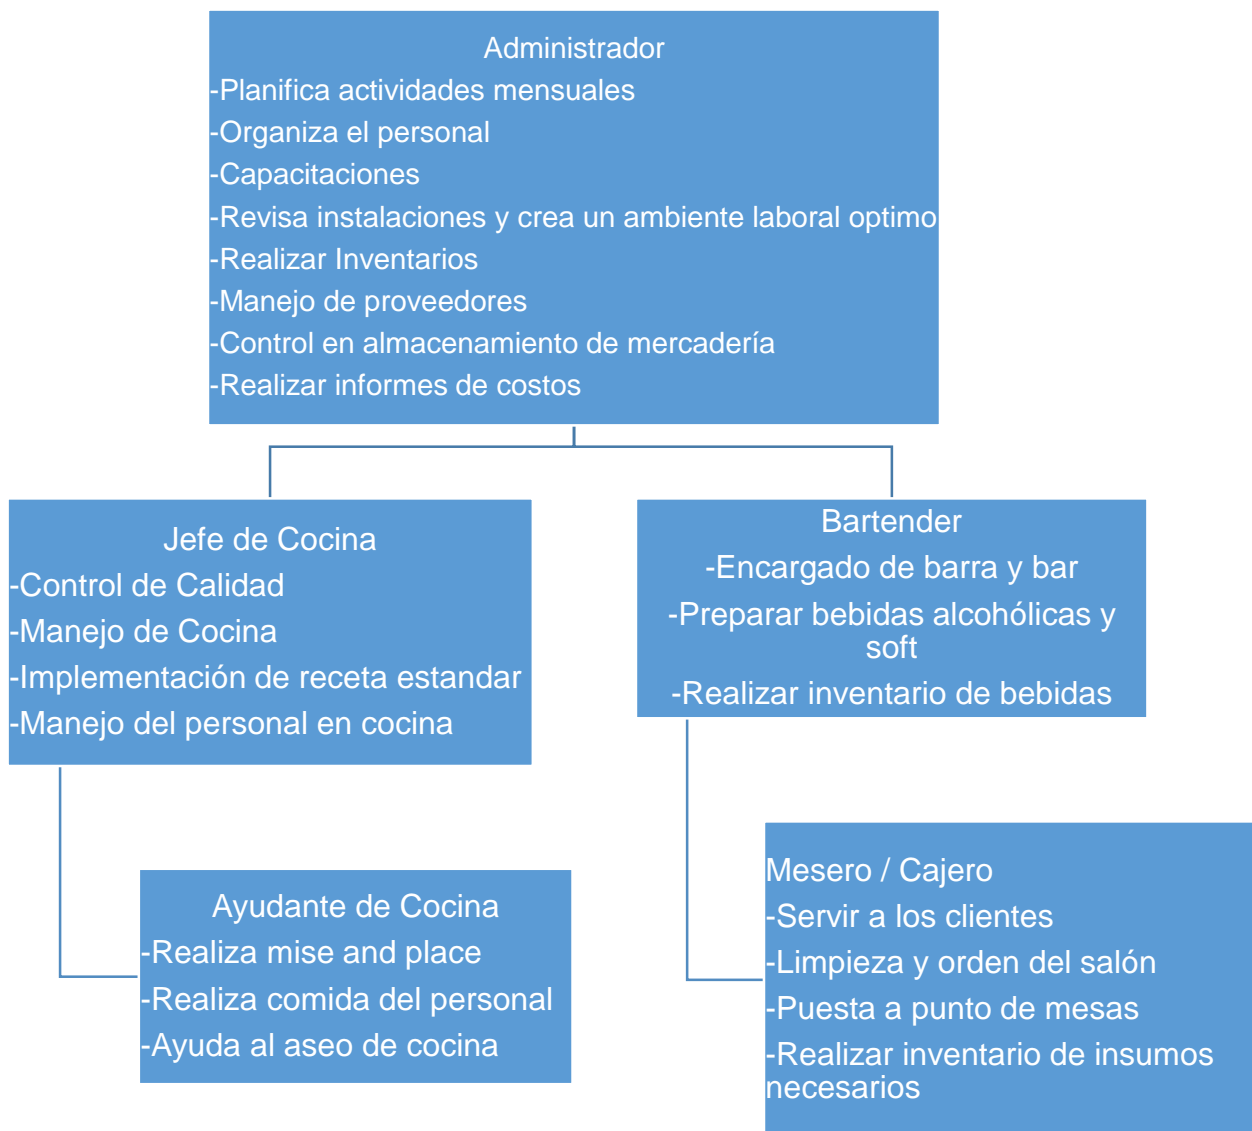 Administrador
-Planifica actividades mensuales
-Organiza el personal
-Capacitaciones
-Revisa instalaciones y crea un ambiente laboral optimo
-Realizar Inventarios
-Manejo de proveedores
-Control en almacenamiento de mercadería
-Realizar informes de costos
Jefe de Cocina
-Control de Calidad
-Manejo de Cocina
-Implementación de receta estandar
-Manejo del personal en cocina
Bartender
-Encargado de barra y bar
-Preparar bebidas alcohólicas y
soft
-Realizar inventario de bebidas
Ayudante de Cocina
-Realiza mise and place
-Realiza comida del personal
-Ayuda al aseo de cocina
Mesero / Cajero
-Servir a los clientes
-Limpieza y orden del salón
-Puesta a punto de mesas
-Realizar inventario de insumos
necesarios